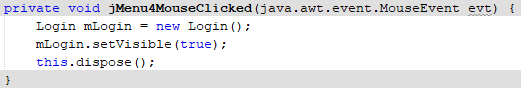 private void jMenu4MouseClicked(java.awt.event.MouseEvent evt) {
    Login mLogin = new Login();
    mLogin.setVisible(true);
    this.dispose();
}